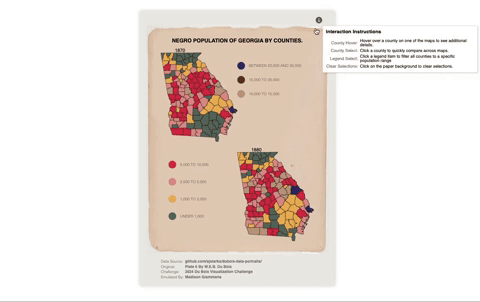 i
Interaction Instructions
County Hover: Hover over a county on one of the maps to see additional details.
County Select: Click a county to quickly compare across maps.
Legend Select: Click a legend item to filter all counties to a specific population range
Clear Selections: Click on the paper background to clear selections.
NEGRO POPULATION OF GEORGIA BY COUNTIES.
1870
BETWEEN 20,000 AND 30,000
15,000 TO 20,000
10,000 TO 15,000
1880
5,000 TO 10,000
2,500 TO 5,000
1,000 TO 2,500
UNDER 1,000
Data Source: github.com/ajstarks/dubois-data-portraits/
Original: Plate 6 By W.E.B. Du Bois
Challenge: 2024 Du Bois Visualization Challenge
Emulated By: Madison Giammaria